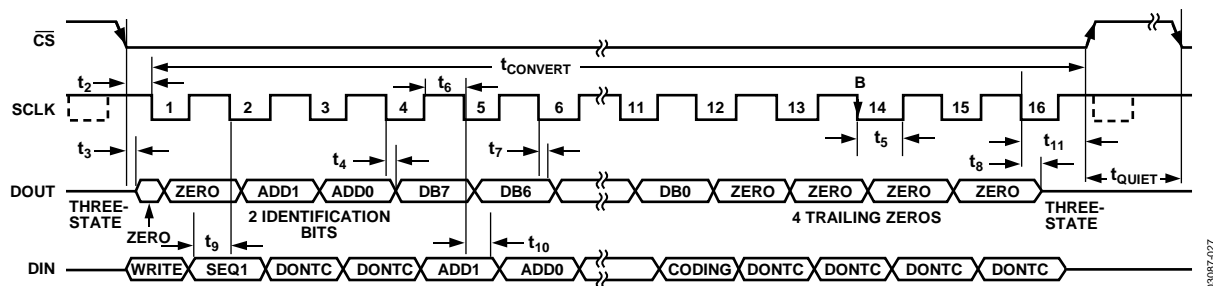 CS
tCONVERT
t2
t6
B
SCLK
1 2 3 4 5 6 11 12 13 14 15 16
t3
t4
t7
t5
t8
t11
DOUT
ZERO ADD1 ADD0 DB7 DB6 DB0 ZERO ZERO ZERO ZERO
tQUIET
THREE-
STATE
ZERO
2 IDENTIFICATION
BITS
4 TRAILING ZEROS
THREE-
STATE
t9
t10
DIN
WRITE SEQ1 DONTC DONTC ADD1 ADD0 CODING DONTC DONTC DONTC DONTC
03087-027